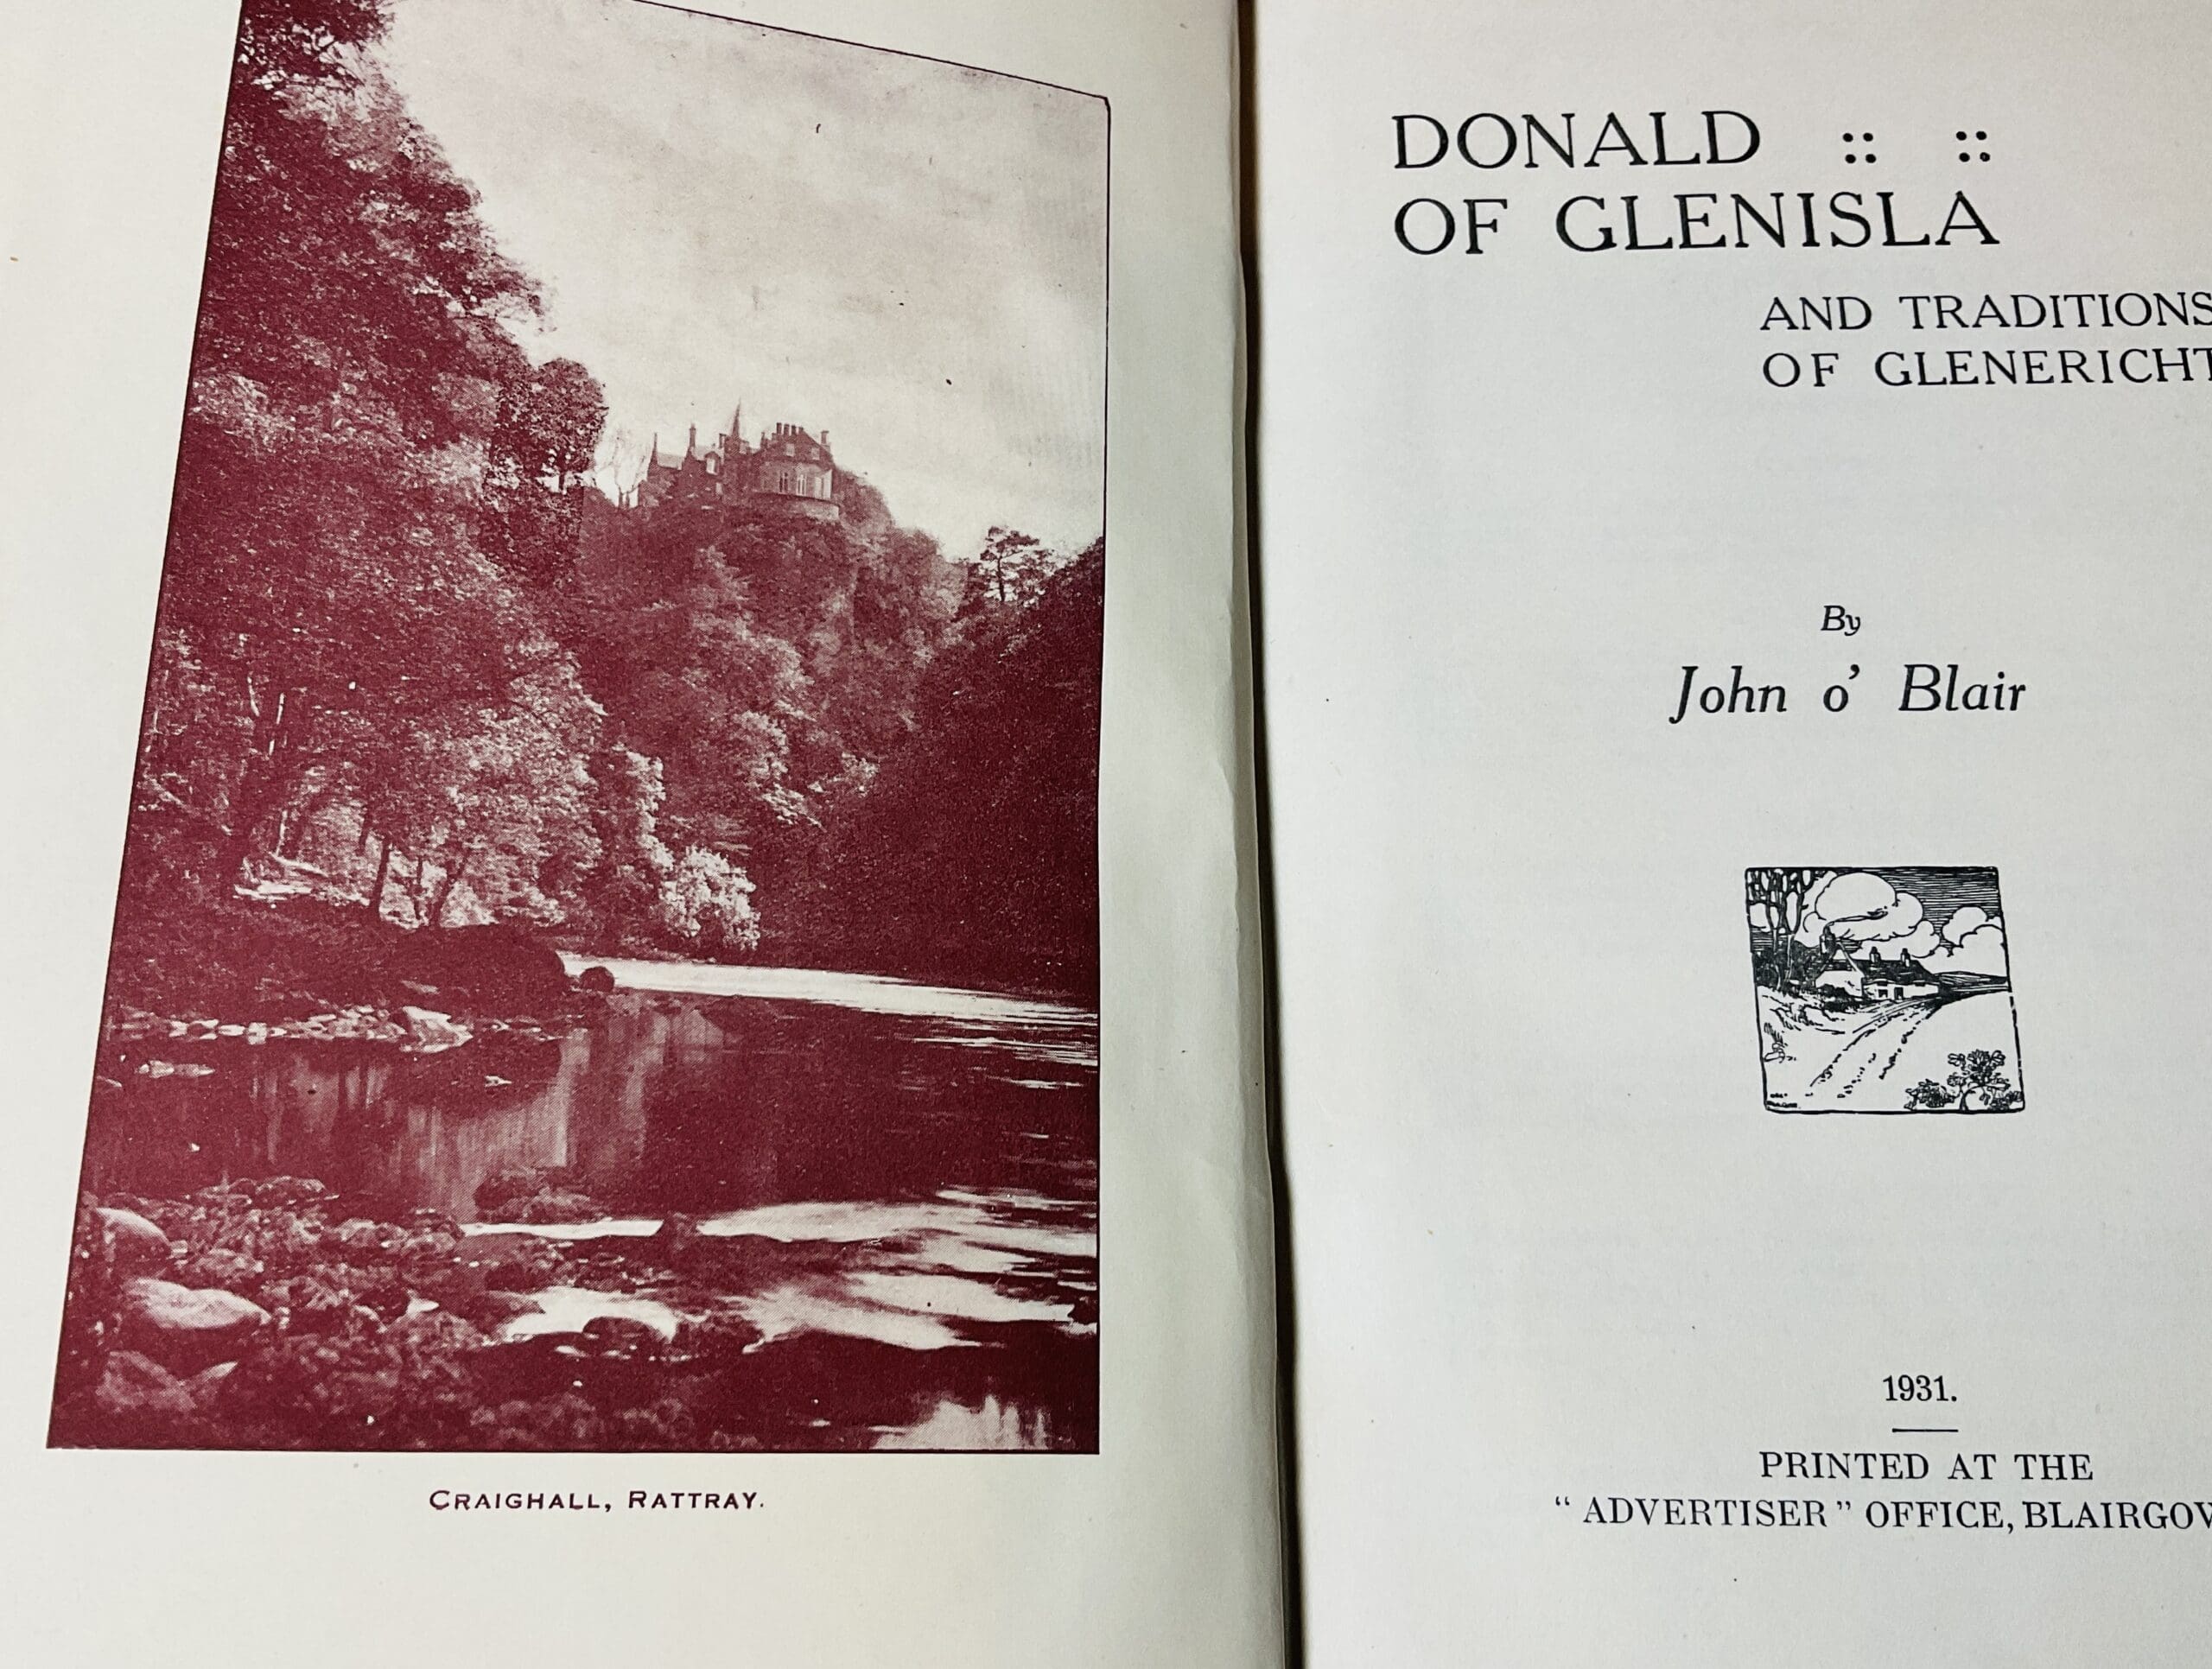 CRAIGHALL, RATTRAY.
DONALD :: ::
OF GLENISLA
AND TRADITIONS
OF GLENERICHT
By
John o' Blair
1931.
PRINTED AT THE
“ ADVERTISER ” OFFICE, BLAIRGOW